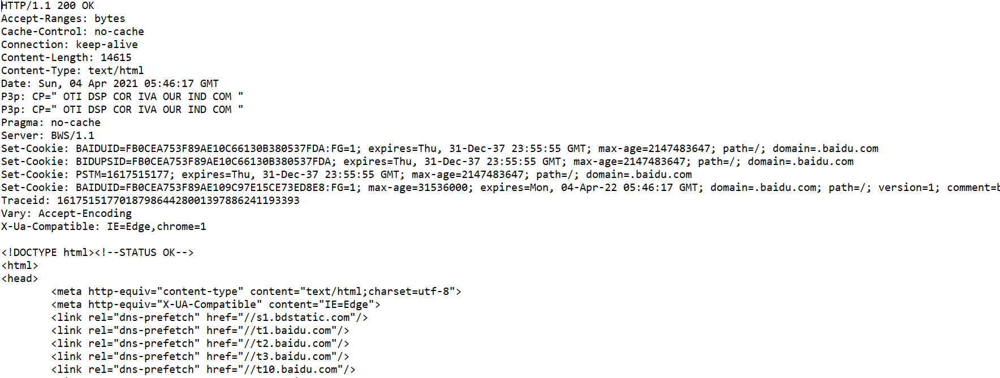 HTTP/1.1 200 OK
Accept-Ranges: bytes
Cache-Control: no-cache
Connection: keep-alive
Content-Length: 14615
Content-Type: text/html
Date: Sun, 04 Apr 2021 05:46:17 GMT
P3p: CP=" OTI DSP COR IVA OUR IND COM "
P3p: CP=" OTI DSP COR IVA OUR IND COM "
Pragma: no-cache
Server: BWS/1.1
Set-Cookie: BAIDUID=FB0CEA753F89AE10C66130B380537FDA:FG=1; expires=Thu, 31-Dec-37 23:55:55 GMT; max-age=2147483647; path=/; domain=.baidu.com
Set-Cookie: BIDUPSID=FB0CEA753F89AE10C66130B380537FDA; expires=Thu, 31-Dec-37 23:55:55 GMT; max-age=2147483647; path=/; domain=.baidu.com
Set-Cookie: PSTM=1617515177; expires=Thu, 31-Dec-37 23:55:55 GMT; max-age=2147483647; path=/; domain=.baidu.com
Set-Cookie: BAIDUID=FB0CEA753F89AE109C97E15CE73ED8E8:FG=1; max-age=31536000; expires=Mon, 04-Apr-22 05:46:17 GMT; domain=.baidu.com; path=/; version=1; comment=b
Traceid: 161751517701879864428001397886241193393
Vary: Accept-Encoding
X-Ua-Compatible: IE=Edge,chrome=1
<!DOCTYPE html><!--STATUS OK-->
<html>
<head>
<meta http-equiv="content-type" content="text/html;charset=utf-8">
<meta http-equiv="X-UA-Compatible" content="IE=Edge">
<link rel="dns-prefetch" href="//s1.bdstatic.com"/>
<link rel="dns-prefetch" href="//t1.baidu.com"/>
<link rel="dns-prefetch" href="//t2.baidu.com"/>
<link rel="dns-prefetch" href="//t3.baidu.com"/>
<link rel="dns-prefetch" href="//t10.baidu.com"/>